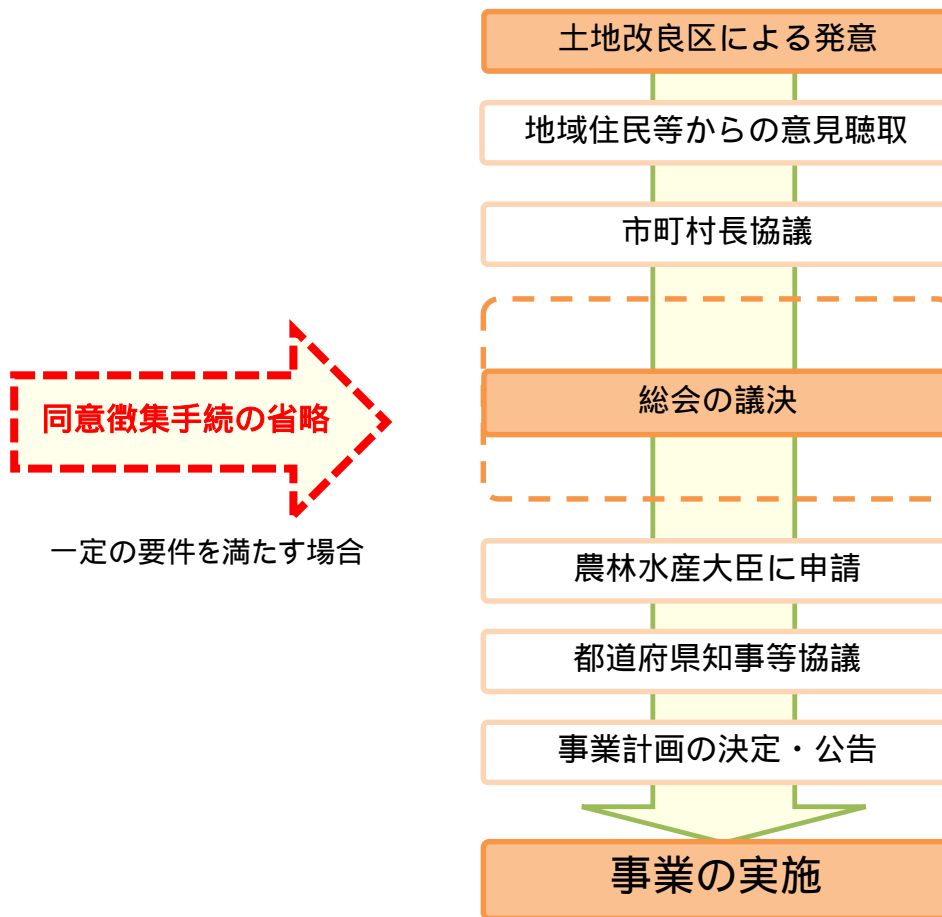 土地改良区による発意
地域住民等からの意見聴取
市町村長協議
総会の議決
同意徴集手続の省略
一定の要件を満たす場合
農林水産大臣に申請
都道府県知事等協議
事業計画の決定・公告
事業の実施